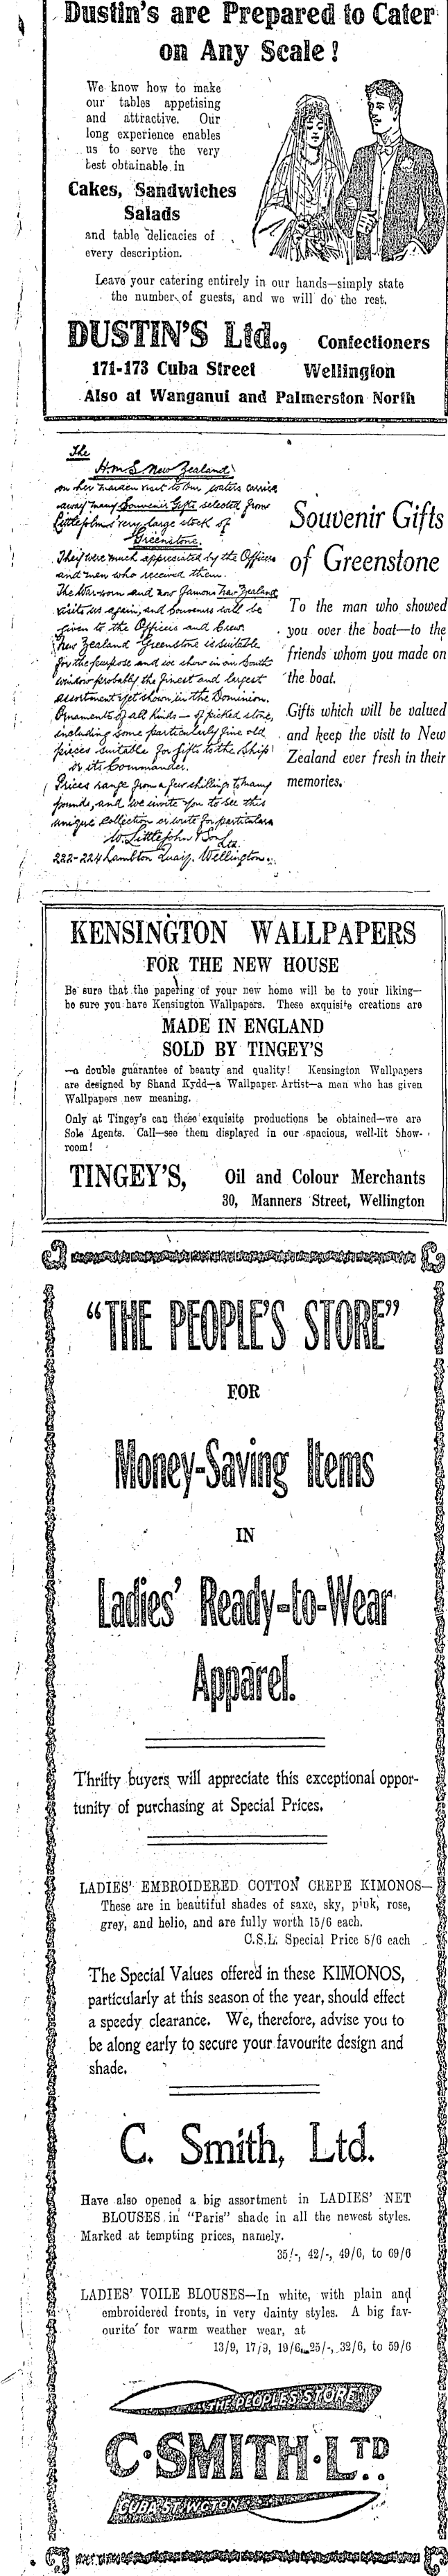 Dustin's are Prepared to Cater
on Any Scale!
We know how to make
our tables appetising
and attractive. Our
long experience enables
us to serve the very
best obtainable in
Cakes, Sandwiches
Salads
and table delicacies of
every description.
Leave your catering entirely in our hands—simply state
the number of guests, and we will do the rest.
DUSTIN'S Ltd., Confectioners
171-173 Cuba Street Wellington
Also at Wanganui and Palmerston North
The
H.M.S. New Zealand
on her maiden visit to our waters carried
away many Souvenir Gifts selected from
Littlejohn's very large stock of
Greenstone.
They were much appreciated by the Officers
and men who received them.
The War-worn and now famous New Zealand
visits us again, and Souvenirs will be
given to the Officers and Crew.
New Zealand Greenstone is suitable
for the purpose and we show in our South
window probably the finest and largest
assortment yet shown in the Dominion.
Ornaments of all kinds — of picked stone,
including some particularly fine old
pieces suitable for gifts to the Ship
or its Commander.
Prices range from a few shillings to many
pounds, and we invite you to see this
unique collection or write for particulars
W. Littlejohn & Son Ltd.
222-224 Lambton Quay, Wellington.
Souvenir Gifts
of Greenstone
To the man who showed
you over the boat—to the
friends whom you made on
the boat.
Gifts which will be valued
and keep the visit to New
Zealand ever fresh in their
memories.
KENSINGTON WALLPAPERS
FOR THE NEW HOUSE
Be sure that the papering of your new home will be to your liking—
be sure you have Kensington Wallpapers. These exquisite creations are
MADE IN ENGLAND
SOLD BY TINGEY'S
—a double guarantee of beauty and quality! Kensington Wallpapers
are designed by Shand Kydd—a Wallpaper Artist—a man who has given
Wallpapers new meaning.
Only at Tingey's can these exquisite productions be obtained—we are
Sole Agents. Call—see them displayed in our spacious, well-lit Show-
room!
TINGEY'S, Oil and Colour Merchants
30, Manners Street, Wellington
"THE PEOPLE'S STORE"
FOR
Money-Saving Items
IN
Ladies' Ready-to-Wear
Apparel.
Thrifty buyers will appreciate this exceptional oppor-
tunity of purchasing at Special Prices.
LADIES' EMBROIDERED COTTON CREPE KIMONOS—
These are in beautiful shades of saxe, sky, pink, rose,
grey, and helio, and are fully worth 15/6 each.
C.S.L. Special Price 8/6 each
The Special Values offered in these KIMONOS,
particularly at this season of the year, should effect
a speedy clearance. We, therefore, advise you to
be along early to secure your favourite design and
shade.
C. Smith, Ltd.
Have also opened a big assortment in LADIES' NET
BLOUSES in "Paris" shade in all the newest styles.
Marked at tempting prices, namely.
35/-, 42/-, 49/6, to 69/6
LADIES' VOILE BLOUSES—In white, with plain and
embroidered fronts, in very dainty styles. A big fav-
ourite for warm weather wear, at
13/9, 17/9, 19/6, 25/-, 32/6, to 59/6
THE PEOPLES STORE
C·SMITH·LTD.
CUBA ST. WGTON